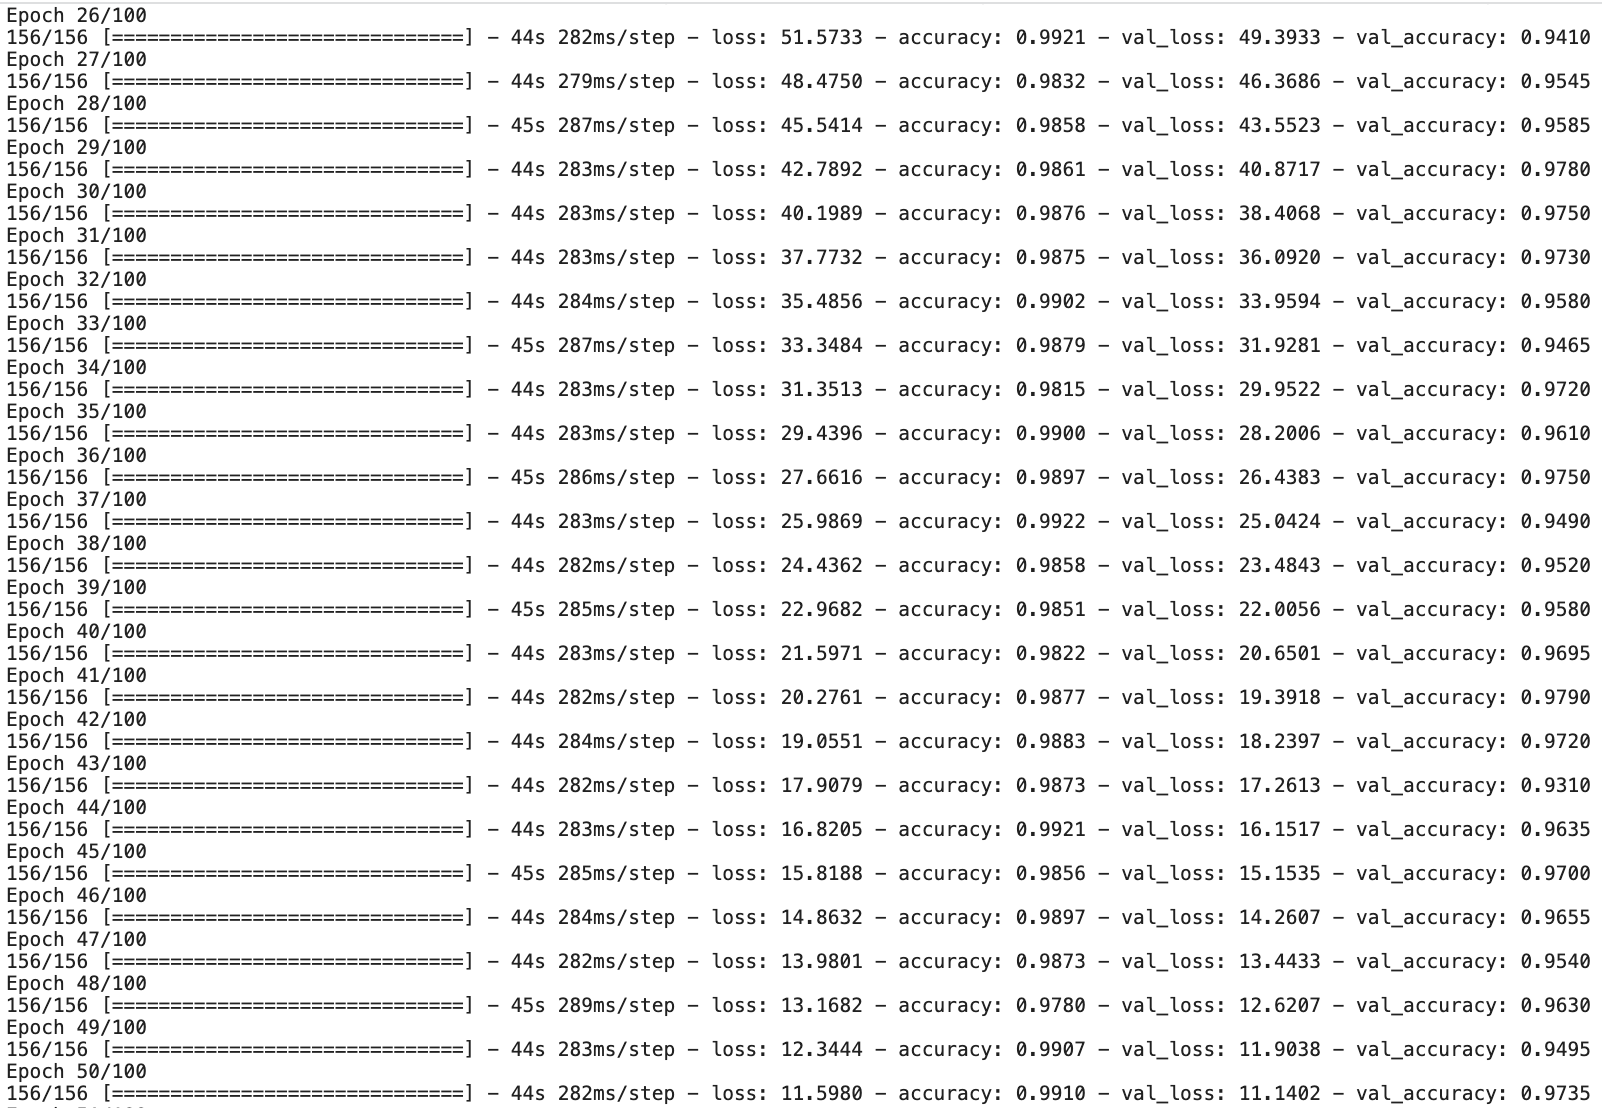 Epoch 26/100
156/156 [==============================] - 44s 282ms/step - loss: 51.5733 - accuracy: 0.9921 - val_loss: 49.3933 - val_accuracy: 0.9410
Epoch 27/100
156/156 [==============================] - 44s 279ms/step - loss: 48.4750 - accuracy: 0.9832 - val_loss: 46.3686 - val_accuracy: 0.9545
Epoch 28/100
156/156 [==============================] - 45s 287ms/step - loss: 45.5414 - accuracy: 0.9858 - val_loss: 43.5523 - val_accuracy: 0.9585
Epoch 29/100
156/156 [==============================] - 44s 283ms/step - loss: 42.7892 - accuracy: 0.9861 - val_loss: 40.8717 - val_accuracy: 0.9780
Epoch 30/100
156/156 [==============================] - 44s 283ms/step - loss: 40.1989 - accuracy: 0.9876 - val_loss: 38.4068 - val_accuracy: 0.9750
Epoch 31/100
156/156 [==============================] - 44s 283ms/step - loss: 37.7732 - accuracy: 0.9875 - val_loss: 36.0920 - val_accuracy: 0.9730
Epoch 32/100
156/156 [==============================] - 44s 284ms/step - loss: 35.4856 - accuracy: 0.9902 - val_loss: 33.9594 - val_accuracy: 0.9580
Epoch 33/100
156/156 [==============================] - 45s 287ms/step - loss: 33.3484 - accuracy: 0.9879 - val_loss: 31.9281 - val_accuracy: 0.9465
Epoch 34/100
156/156 [==============================] - 44s 283ms/step - loss: 31.3513 - accuracy: 0.9815 - val_loss: 29.9522 - val_accuracy: 0.9720
Epoch 35/100
156/156 [==============================] - 44s 283ms/step - loss: 29.4396 - accuracy: 0.9900 - val_loss: 28.2006 - val_accuracy: 0.9610
Epoch 36/100
156/156 [==============================] - 45s 286ms/step - loss: 27.6616 - accuracy: 0.9897 - val_loss: 26.4383 - val_accuracy: 0.9750
Epoch 37/100
156/156 [==============================] - 44s 283ms/step - loss: 25.9869 - accuracy: 0.9922 - val_loss: 25.0424 - val_accuracy: 0.9490
Epoch 38/100
156/156 [==============================] - 44s 282ms/step - loss: 24.4362 - accuracy: 0.9858 - val_loss: 23.4843 - val_accuracy: 0.9520
Epoch 39/100
156/156 [==============================] - 45s 285ms/step - loss: 22.9682 - accuracy: 0.9851 - val_loss: 22.0056 - val_accuracy: 0.9580
Epoch 40/100
156/156 [==============================] - 44s 283ms/step - loss: 21.5971 - accuracy: 0.9822 - val_loss: 20.6501 - val_accuracy: 0.9695
Epoch 41/100
156/156 [==============================] - 44s 282ms/step - loss: 20.2761 - accuracy: 0.9877 - val_loss: 19.3918 - val_accuracy: 0.9790
Epoch 42/100
156/156 [==============================] - 44s 284ms/step - loss: 19.0551 - accuracy: 0.9883 - val_loss: 18.2397 - val_accuracy: 0.9720
Epoch 43/100
156/156 [==============================] - 44s 282ms/step - loss: 17.9079 - accuracy: 0.9873 - val_loss: 17.2613 - val_accuracy: 0.9310
Epoch 44/100
156/156 [==============================] - 44s 283ms/step - loss: 16.8205 - accuracy: 0.9921 - val_loss: 16.1517 - val_accuracy: 0.9635
Epoch 45/100
156/156 [==============================] - 45s 285ms/step - loss: 15.8188 - accuracy: 0.9856 - val_loss: 15.1535 - val_accuracy: 0.9700
Epoch 46/100
156/156 [==============================] - 44s 284ms/step - loss: 14.8632 - accuracy: 0.9897 - val_loss: 14.2607 - val_accuracy: 0.9655
Epoch 47/100
156/156 [==============================] - 44s 282ms/step - loss: 13.9801 - accuracy: 0.9873 - val_loss: 13.4433 - val_accuracy: 0.9540
Epoch 48/100
156/156 [==============================] - 45s 289ms/step - loss: 13.1682 - accuracy: 0.9780 - val_loss: 12.6207 - val_accuracy: 0.9630
Epoch 49/100
156/156 [==============================] - 44s 283ms/step - loss: 12.3444 - accuracy: 0.9907 - val_loss: 11.9038 - val_accuracy: 0.9495
Epoch 50/100
156/156 [==============================] - 44s 282ms/step - loss: 11.5980 - accuracy: 0.9910 - val_loss: 11.1402 - val_accuracy: 0.9735